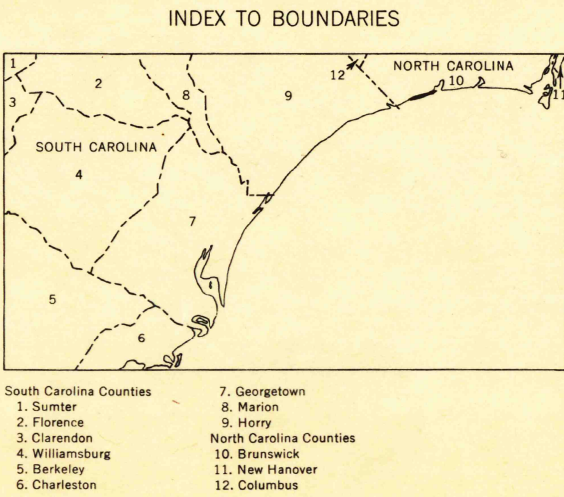 INDEX TO BOUNDARIES
1
2
3
8
9
12
NORTH CAROLINA
10
11
SOUTH CAROLINA
4
7
5
6
South Carolina Counties
1. Sumter
2. Florence
3. Clarendon
4. Williamsburg
5. Berkeley
6. Charleston
7. Georgetown
8. Marion
9. Horry
North Carolina Counties
10. Brunswick
11. New Hanover
12. Columbus